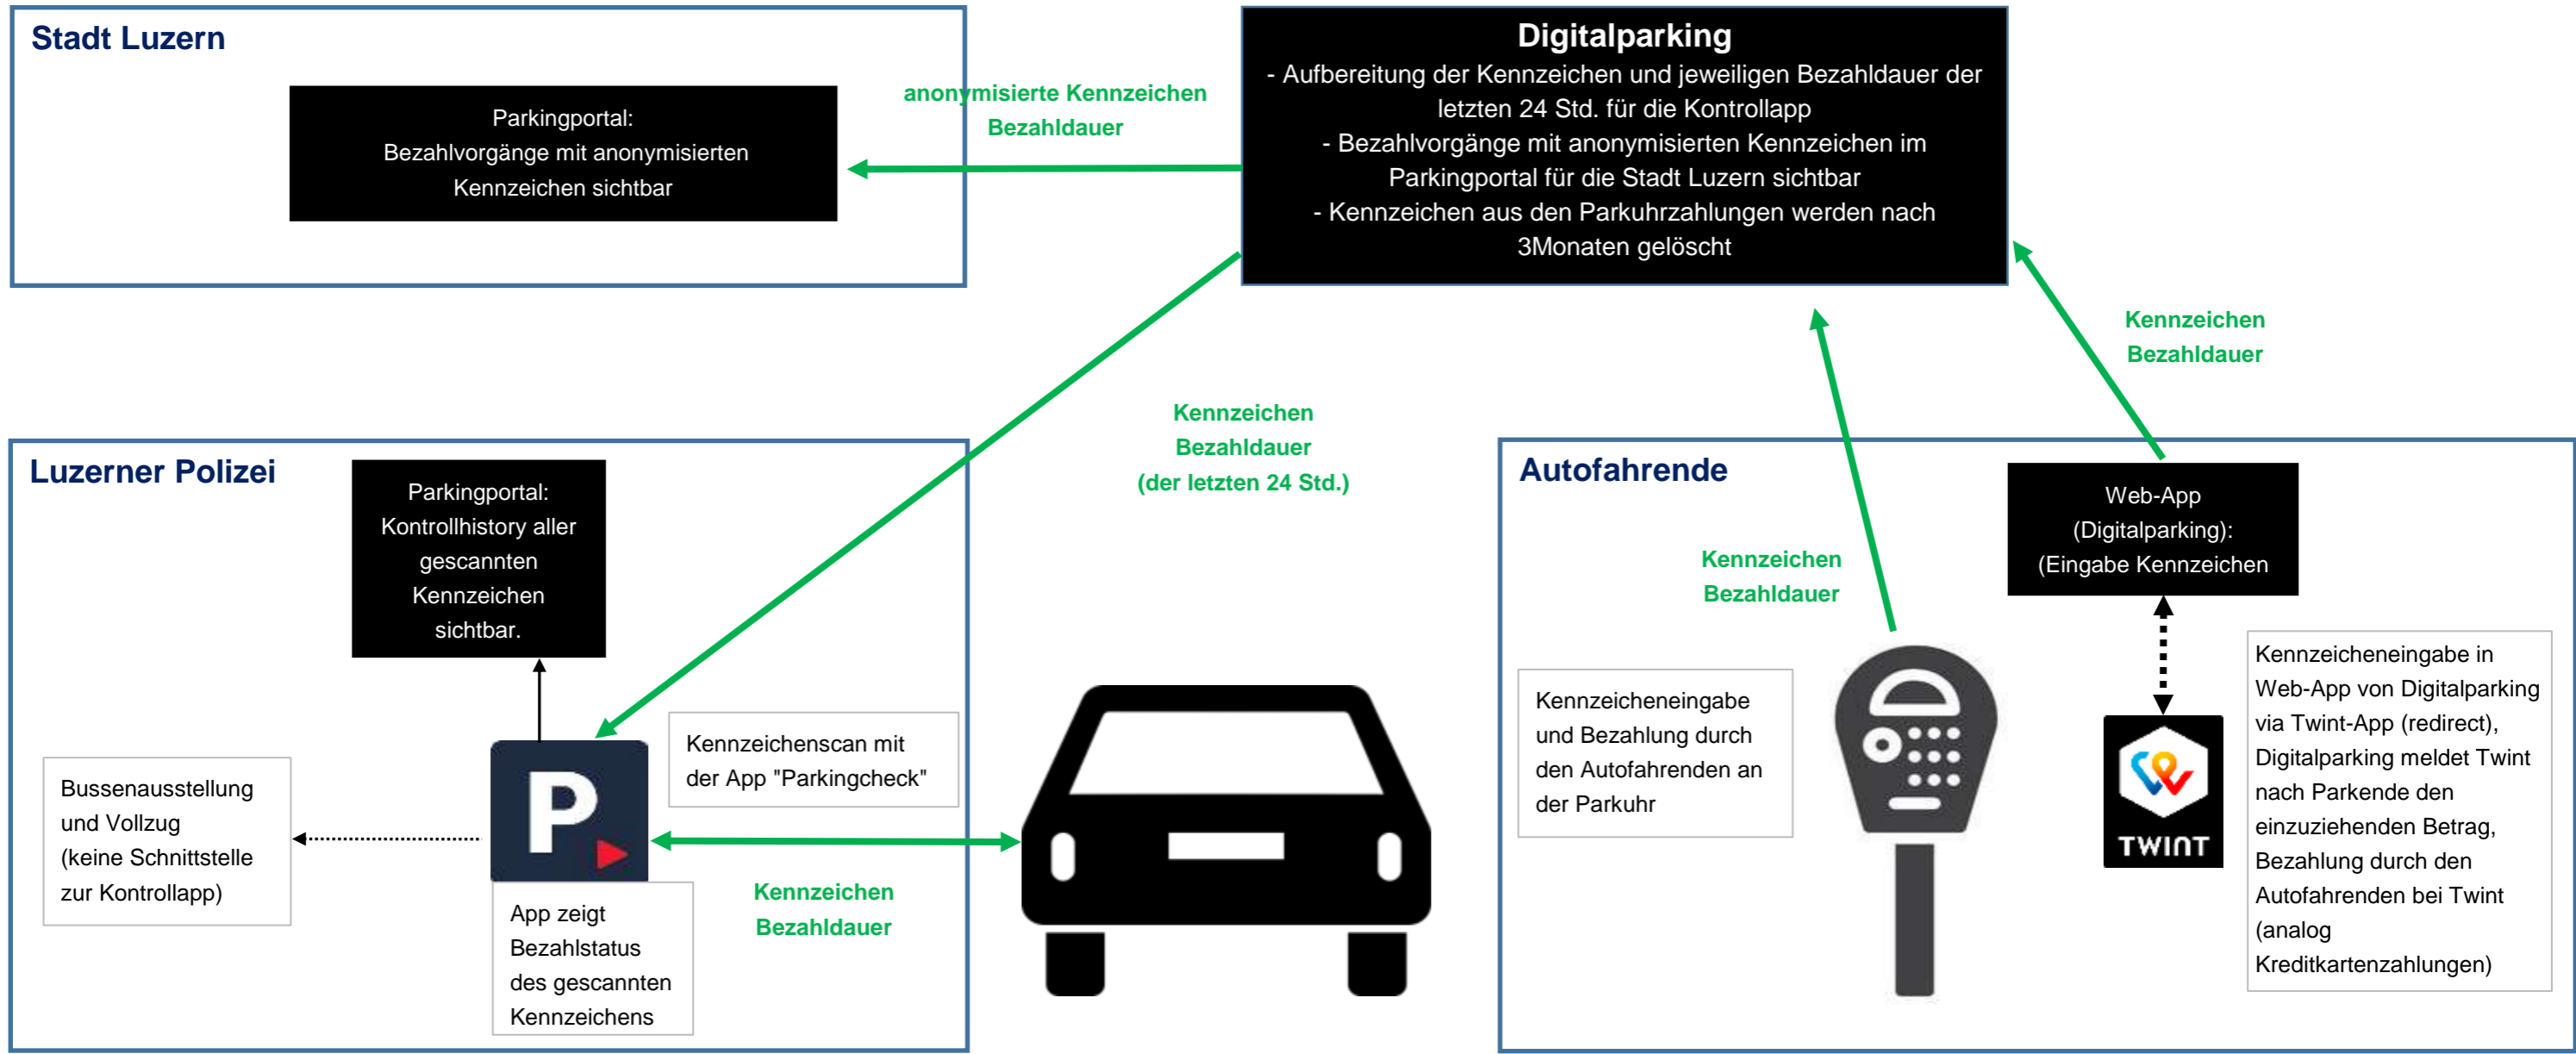 Stadt Luzern
Parkingportal:
Bezahlvorgänge mit anonymisierten
Kennzeichen sichtbar
anonymisierte Kennzeichen
Bezahldauer
Digitalparking
- Aufbereitung der Kennzeichen und jeweiligen Bezahldauer der
letzten 24 Std. für die Kontrollapp
- Bezahlvorgänge mit anonymisierten Kennzeichen im
Parkingportal für die Stadt Luzern sichtbar
- Kennzeichen aus den Parkuhrzahlungen werden nach
3Monaten gelöscht
Kennzeichen
Bezahldauer
Kennzeichen
Bezahldauer
(der letzten 24 Std.)
Luzerner Polizei
Parkingportal:
Kontrollhistory aller
gescannten
Kennzeichen
sichtbar.
Kennzeichenscan mit
der App "Parkingcheck"
Bussenausstellung
und Vollzug
(keine Schnittstelle
zur Kontrollapp)
P
App zeigt
Bezahlstatus
des gescannten
Kennzeichens
Kennzeichen
Bezahldauer
Autofahrende
Kennzeichen
Bezahldauer
Web-App
(Digitalparking):
(Eingabe Kennzeichen
Kennzeicheneingabe
und Bezahlung durch
den Autofahrenden an
der Parkuhr
TWINT
Kennzeicheneingabe in
Web-App von Digitalparking
via Twint-App (redirect),
Digitalparking meldet Twint
nach Parkende den
einzuziehenden Betrag,
Bezahlung durch den
Autofahrenden bei Twint
(analog
Kreditkartenzahlungen)